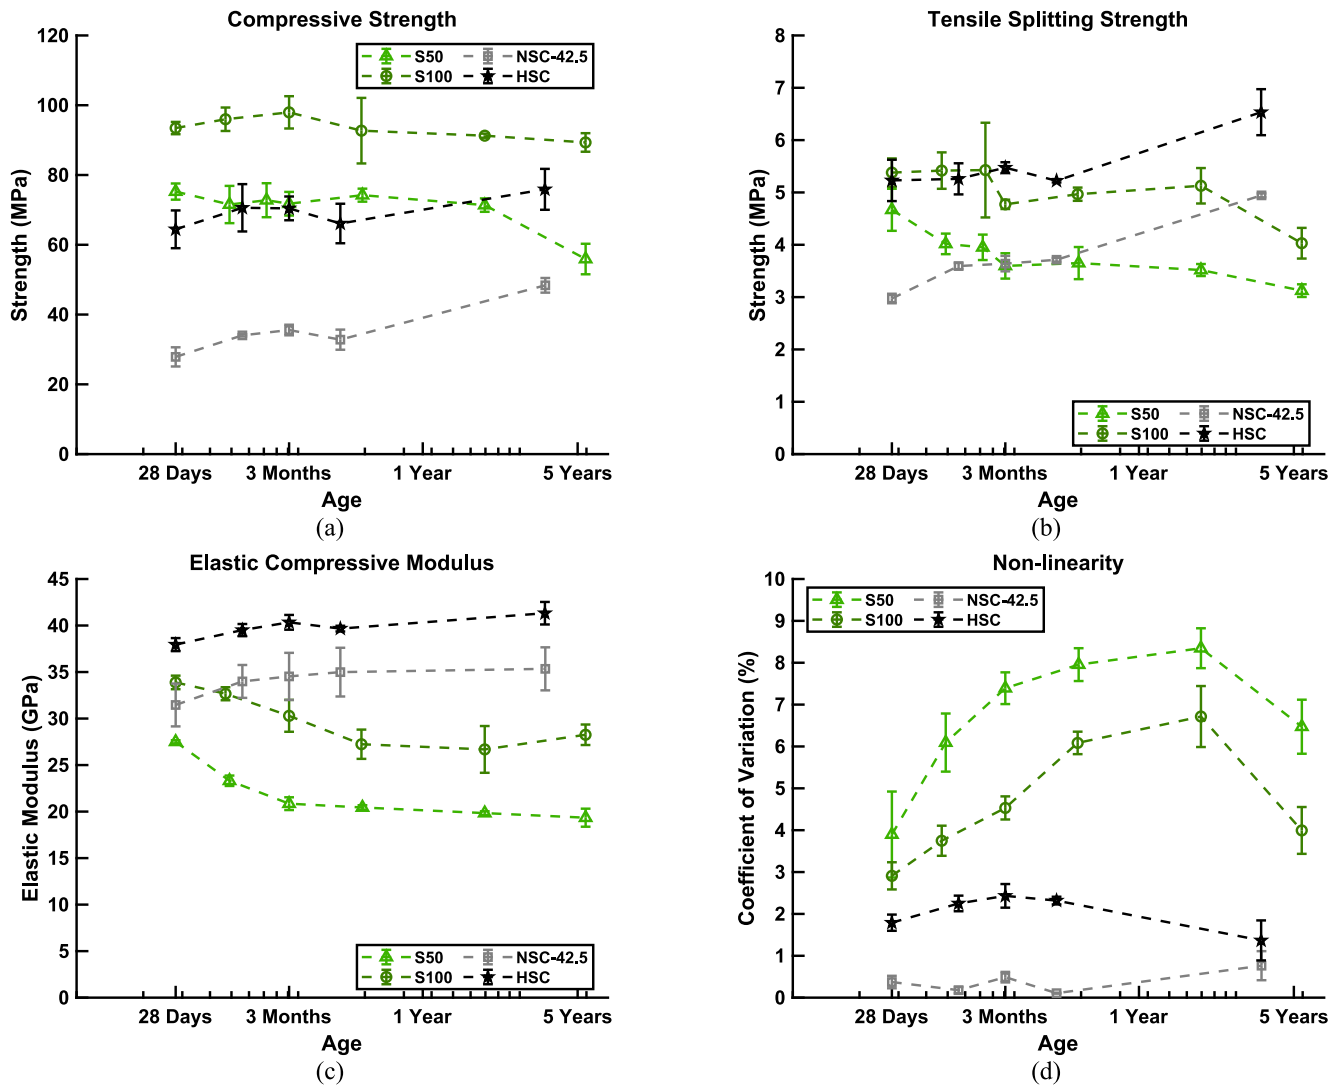 Compressive Strength
120
100
80
60
40
20
0
Strength (MPa)
S50
NSC-42.5
S100
HSC
28 Days
3 Months
1 Year
5 Years
Age
(a)
Tensile Splitting Strength
8
7
6
5
4
3
2
1
0
Strength (MPa)
S50
NSC-42.5
S100
HSC
28 Days
3 Months
1 Year
5 Years
Age
(b)
Elastic Compressive Modulus
45
40
35
30
25
20
15
10
5
0
Elastic Modulus (GPa)
S50
NSC-42.5
S100
HSC
28 Days
3 Months
1 Year
5 Years
Age
(c)
Non-linearity
10
9
8
7
6
5
4
3
2
1
0
Coefficient of Variation (%)
S50
NSC-42.5
S100
HSC
28 Days
3 Months
1 Year
5 Years
Age
(d)